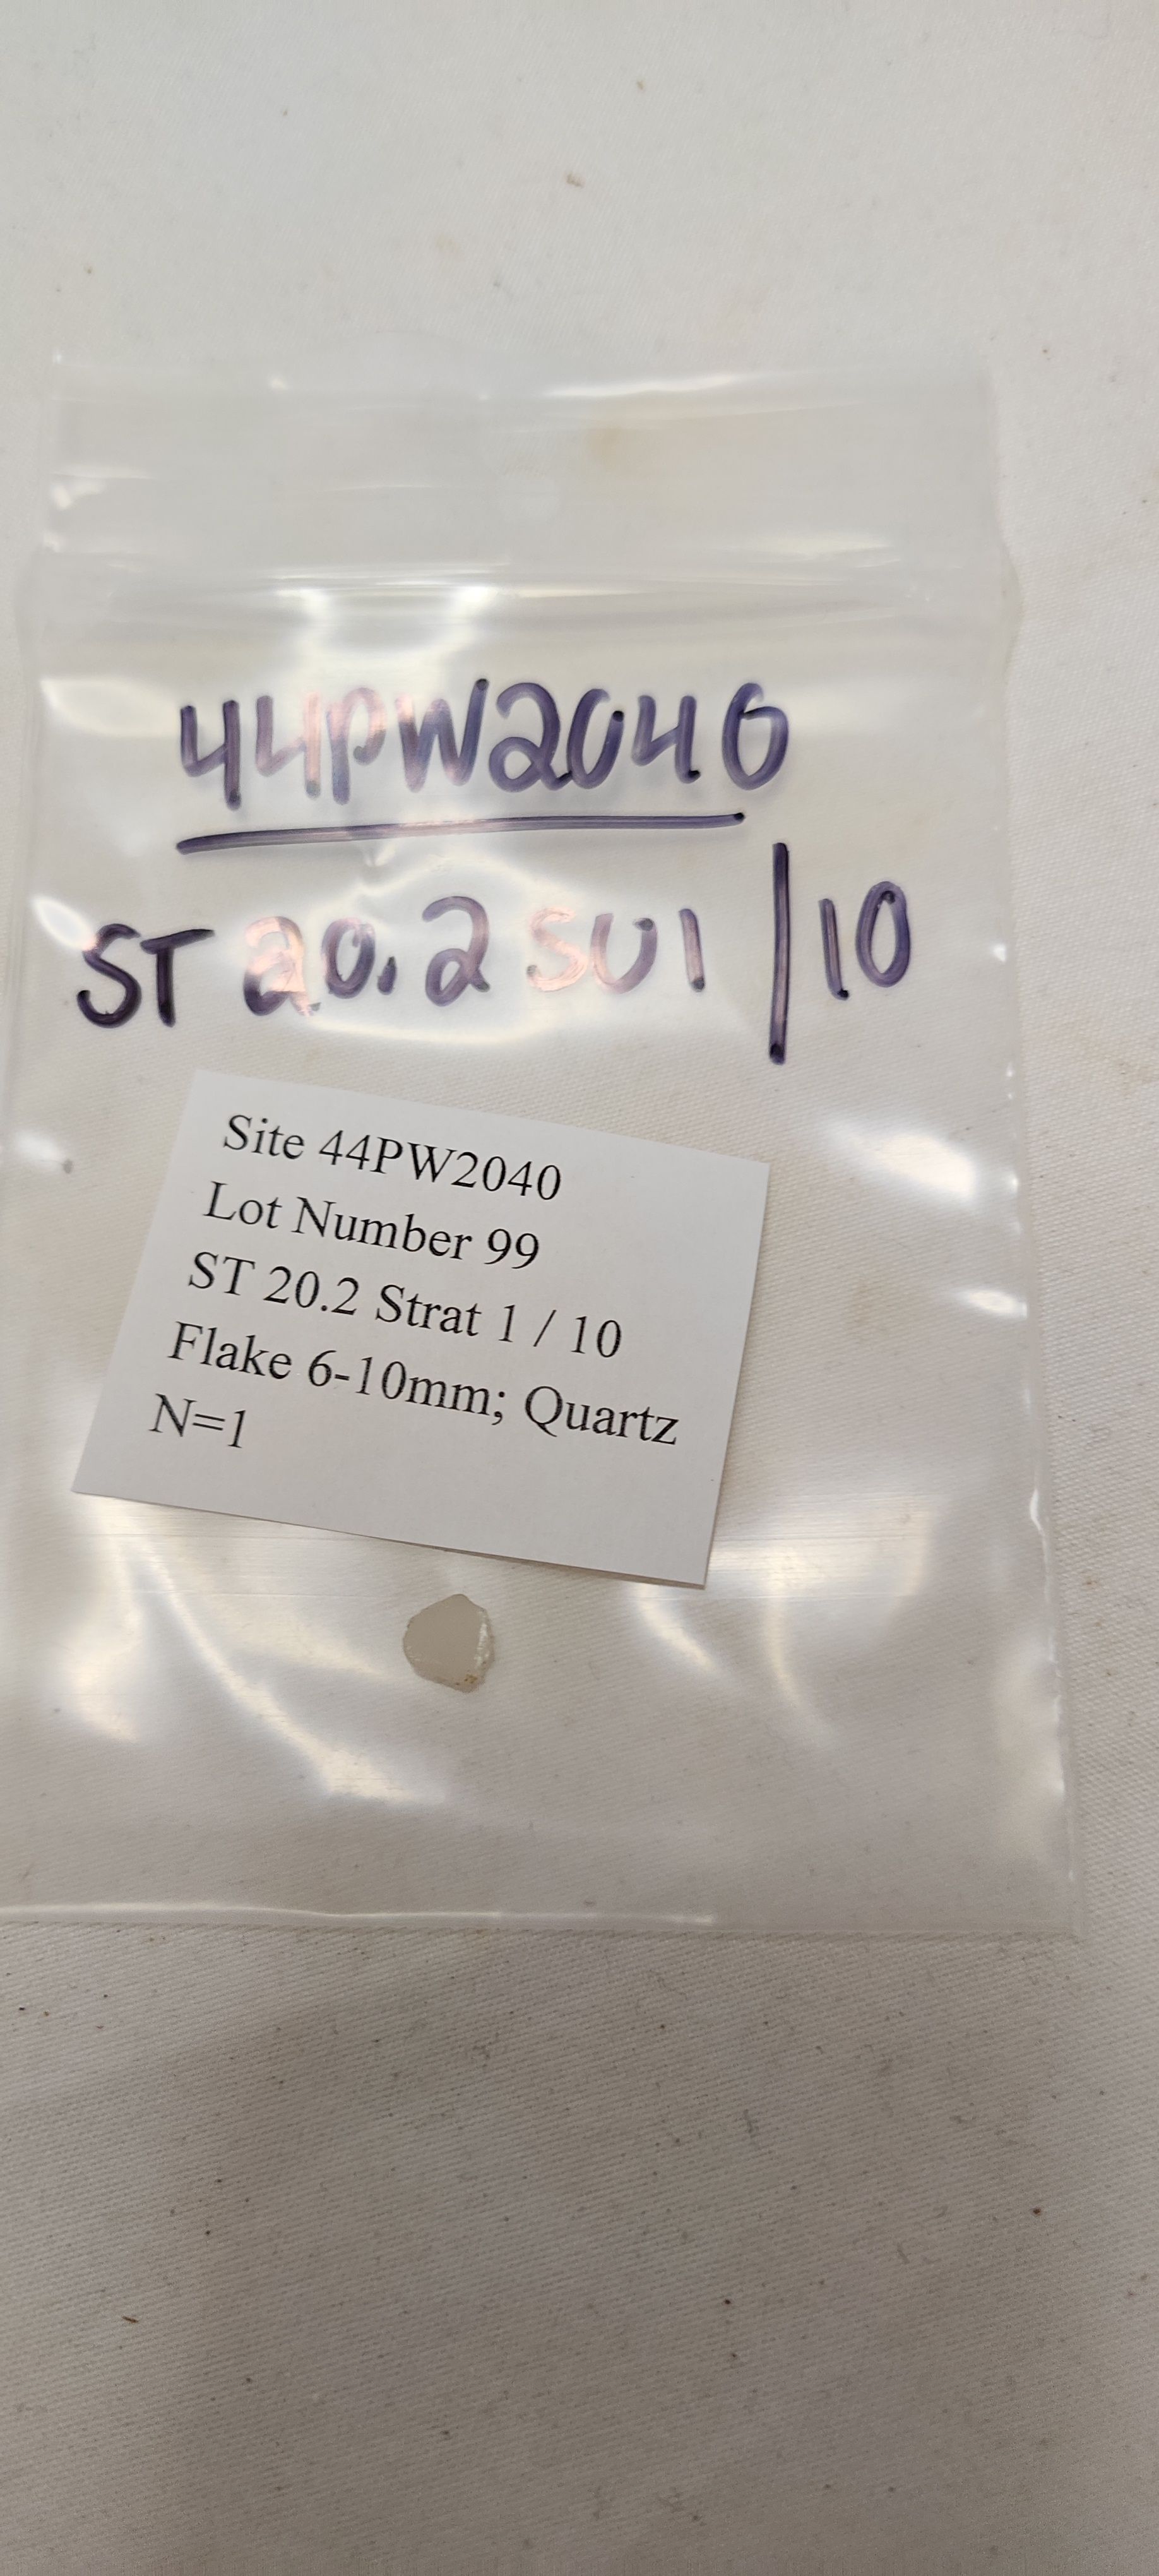 44PW2040
ST 20.2 SU1 | 10
Site 44PW2040
Lot Number 99
ST 20.2 Strat 1 / 10
Flake 6-10mm; Quartz
N=1